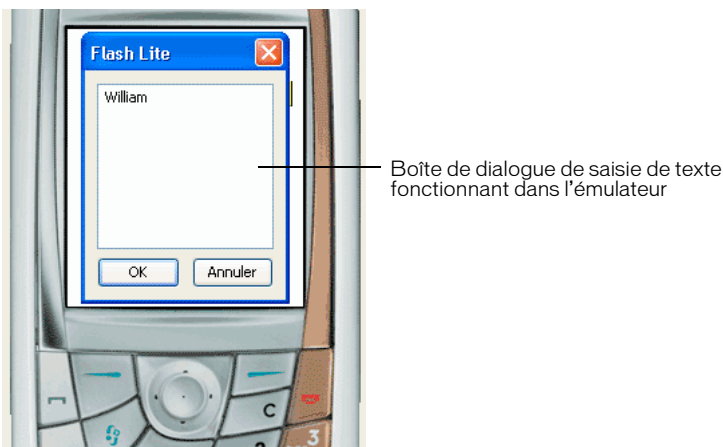 Flash Lite
William
Boîte de dialogue de saisie de texte
fonctionnant dans l'émulateur
OK Annuler
C
3